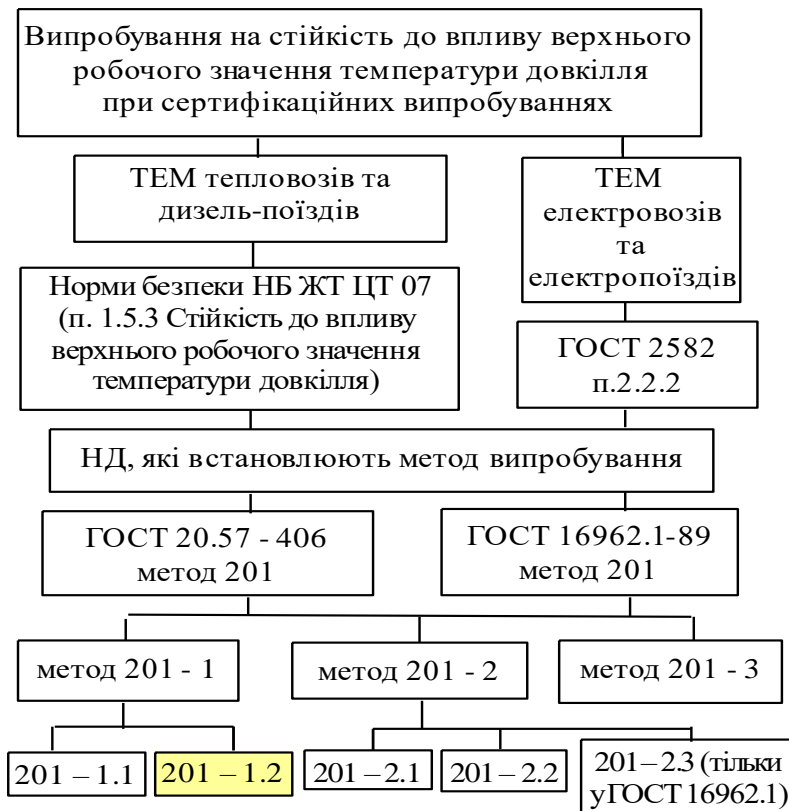 Випробування на стійкість до впливу верхнього
робочого значення температури довкілля
при сертифікаційних випробуваннях
ТЕМ тепловозів та
дизель-поїздів
ТЕМ
електровозів
та
електропоїздів
Норми безпеки НБ ЖТ ЦТ 07
(п. 1.5.3 Стійкість до впливу
верхнього робочого значення
температури довкілля)
ГОСТ 2582
п.2.2.2
НД, які встановлюють метод випробування
ГОСТ 20.57 - 406
метод 201
ГОСТ 16962.1-89
метод 201
метод 201 - 1
метод 201 - 2
метод 201 - 3
201 – 1.1
201 – 1.2
201 – 2.1
201 – 2.2
201 – 2.3 (тільки
у ГОСТ 16962.1)